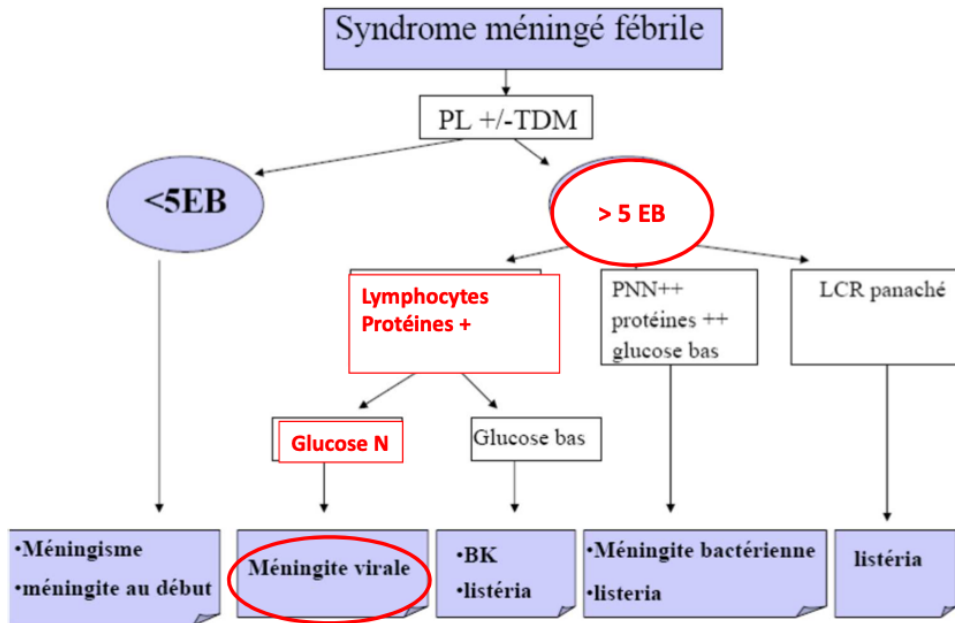 Syndrome méningé fébrile
PL +/-TDM
<5EB
> 5 EB
Lymphocytes
Protéines +
PNN++
protéines ++
glucose bas
LCR panaché
Glucose N
Glucose bas
•Méningisme
•méningite au début
Méningite virale
•BK
•listéria
•Méningite bactérienne
•listeria
listéria